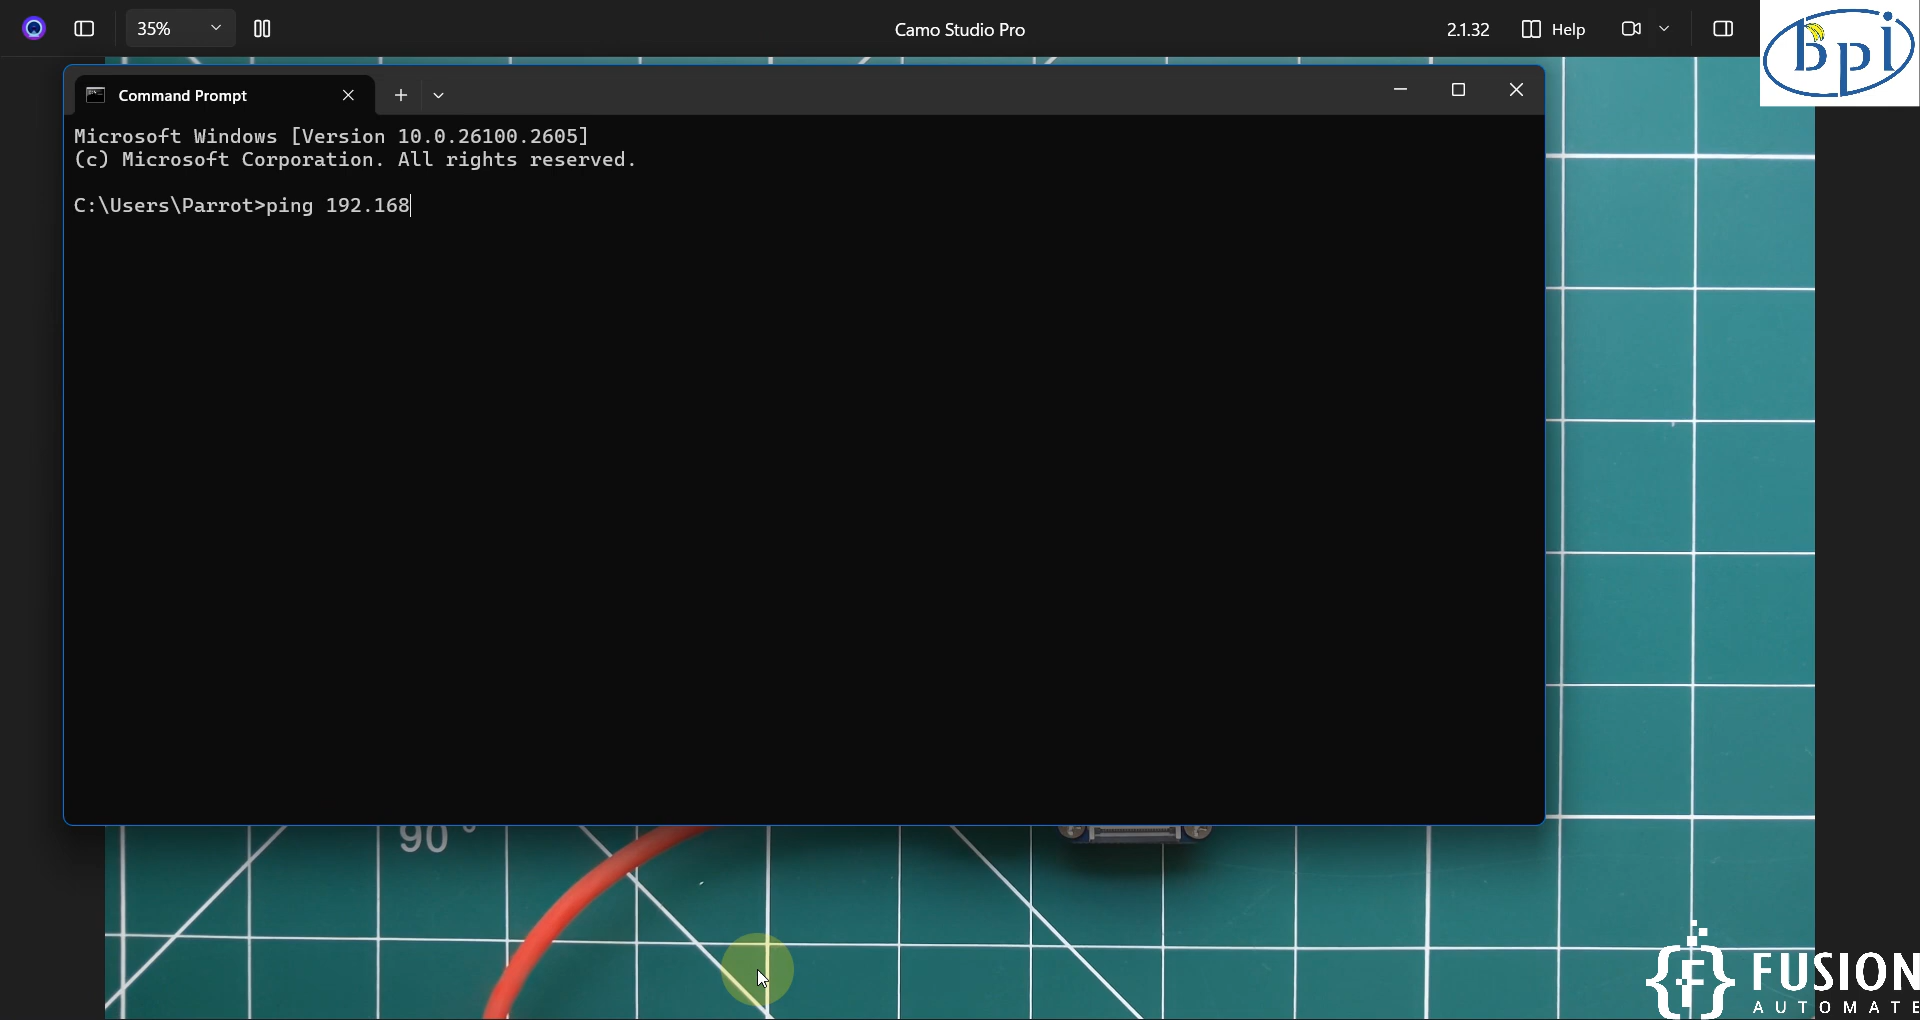 35%
Camo Studio Pro
2.1.32
Help
bpi
Command Prompt
Microsoft Windows [Version 10.0.26100.2605]
(c) Microsoft Corporation. All rights reserved.
C:\Users\Parrot>ping 192.168
90 °
FUSION
AUTOMATE